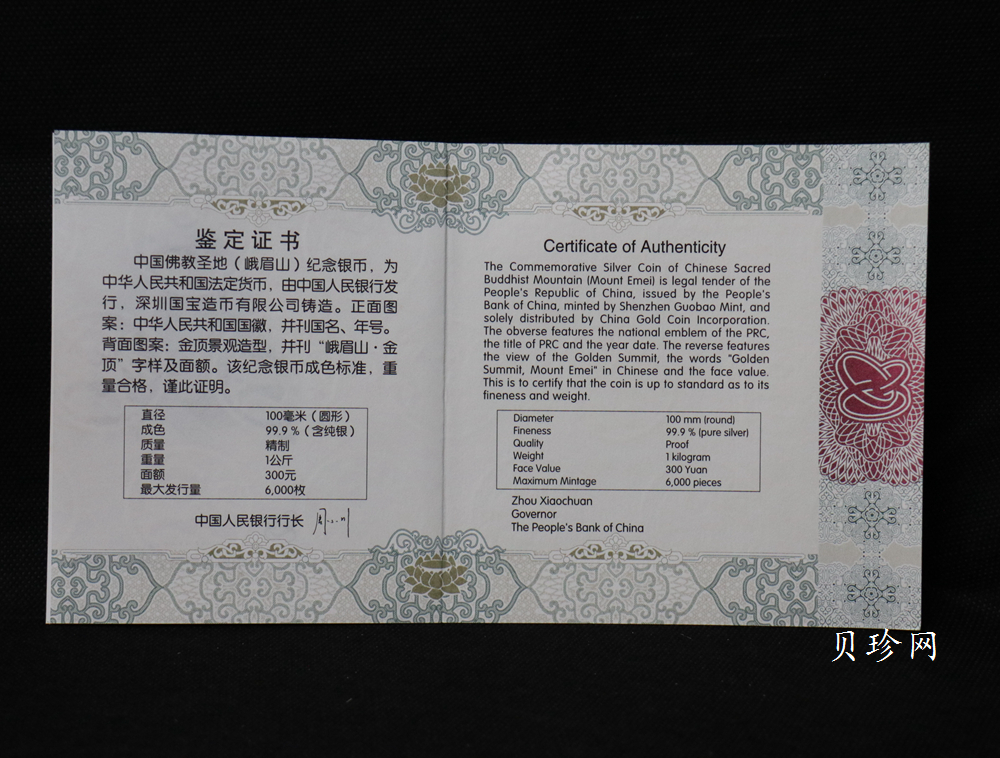 鉴定证书
中国佛教圣地（峨眉山）纪念银币，为
中华人民共和国法定货币，由中国人民银行发
行，深圳国宝造币有限公司铸造。正面图
案：中华人民共和国国徽，并刊国名、年号。
背面图案：金顶景观造型，并刊“峨眉山·金
顶”字样及面额。该纪念银币成色标准，重
量合格，谨此证明。
直径 100毫米（圆形）
成色 99.9％（含纯银）
质量 精制
重量 1公斤
面额 300元
最大发行量 6,000枚
中国人民银行行长
Certificate of Authenticity
The Commemorative Silver Coin of Chinese Sacred
Buddhist Mountain (Mount Emei) is legal tender of the
People's Republic of China, issued by the People's
Bank of China, minted by Shenzhen Guobao Mint, and
solely distributed by China Gold Coin Incorporation.
The obverse features the national emblem of the PRC,
the title of PRC and the year date. The reverse features
the view of the Golden Summit, the words "Golden
Summit, Mount Emei" in Chinese and the face value.
This is to certify that the coin is up to standard as to its
fineness and weight.
Diameter 100 mm (round)
Fineness 99.9 % (pure silver)
Quality Proof
Weight 1 kilogram
Face Value 300 Yuan
Maximum Mintage 6,000 pieces
Zhou Xiaochuan
Governor
The People's Bank of China
贝珍网